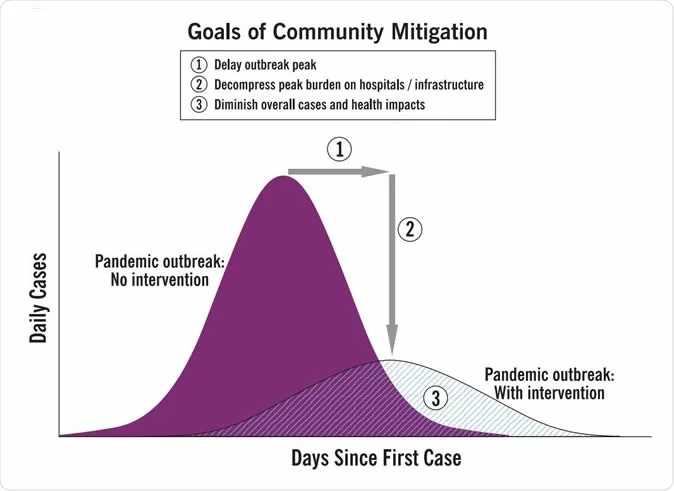 Goals of Community Mitigation
1 Delay outbreak peak
2 Decompress peak burden on hospitals / infrastructure
3 Diminish overall cases and health impacts
1
2
Pandemic outbreak:
No intervention
Daily Cases
Pandemic outbreak:
With intervention
3
Days Since First Case